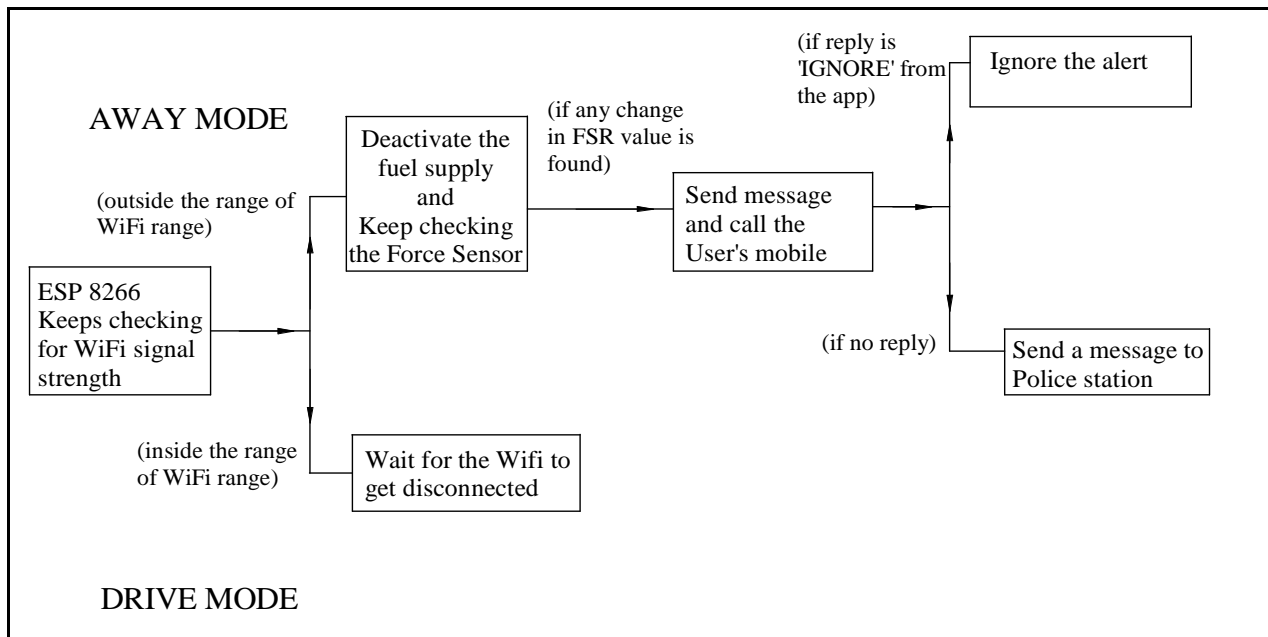 AWAY MODE
(outside the range of
WiFi range)
ESP 8266
Keeps checking
for WiFi signal
strength
(inside the range
of WiFi range)
Deactivate the
fuel supply
and
Keep checking
the Force Sensor
Wait for the Wifi to
get disconnected
(if any change
in FSR value is
found)
Send message
and call the
User's mobile
(if reply is
'IGNORE' from
the app)
Ignore the alert
(if no reply)
Send a message to
Police station
DRIVE MODE